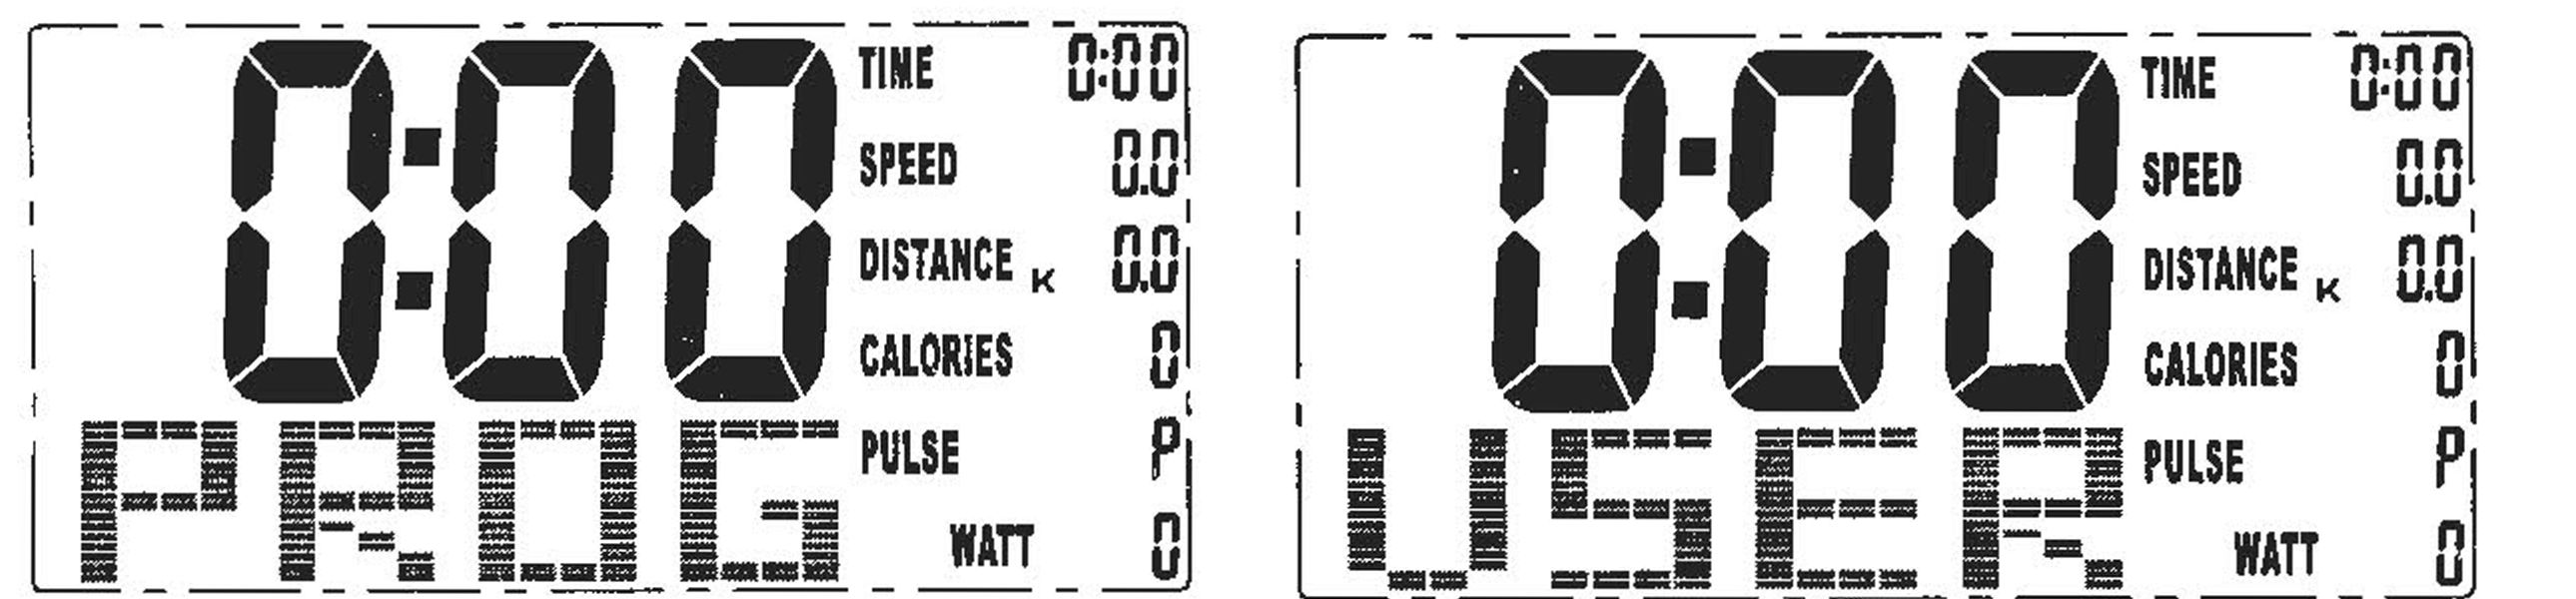 0:00
TIME 0:00
SPEED 0.0
DISTANCE K 0.0
CALORIES 0
PULSE P
WATT 0
PROG
0:00
TIME 0:00
SPEED 0.0
DISTANCE K 0.0
CALORIES 0
PULSE P
WATT 0
USER